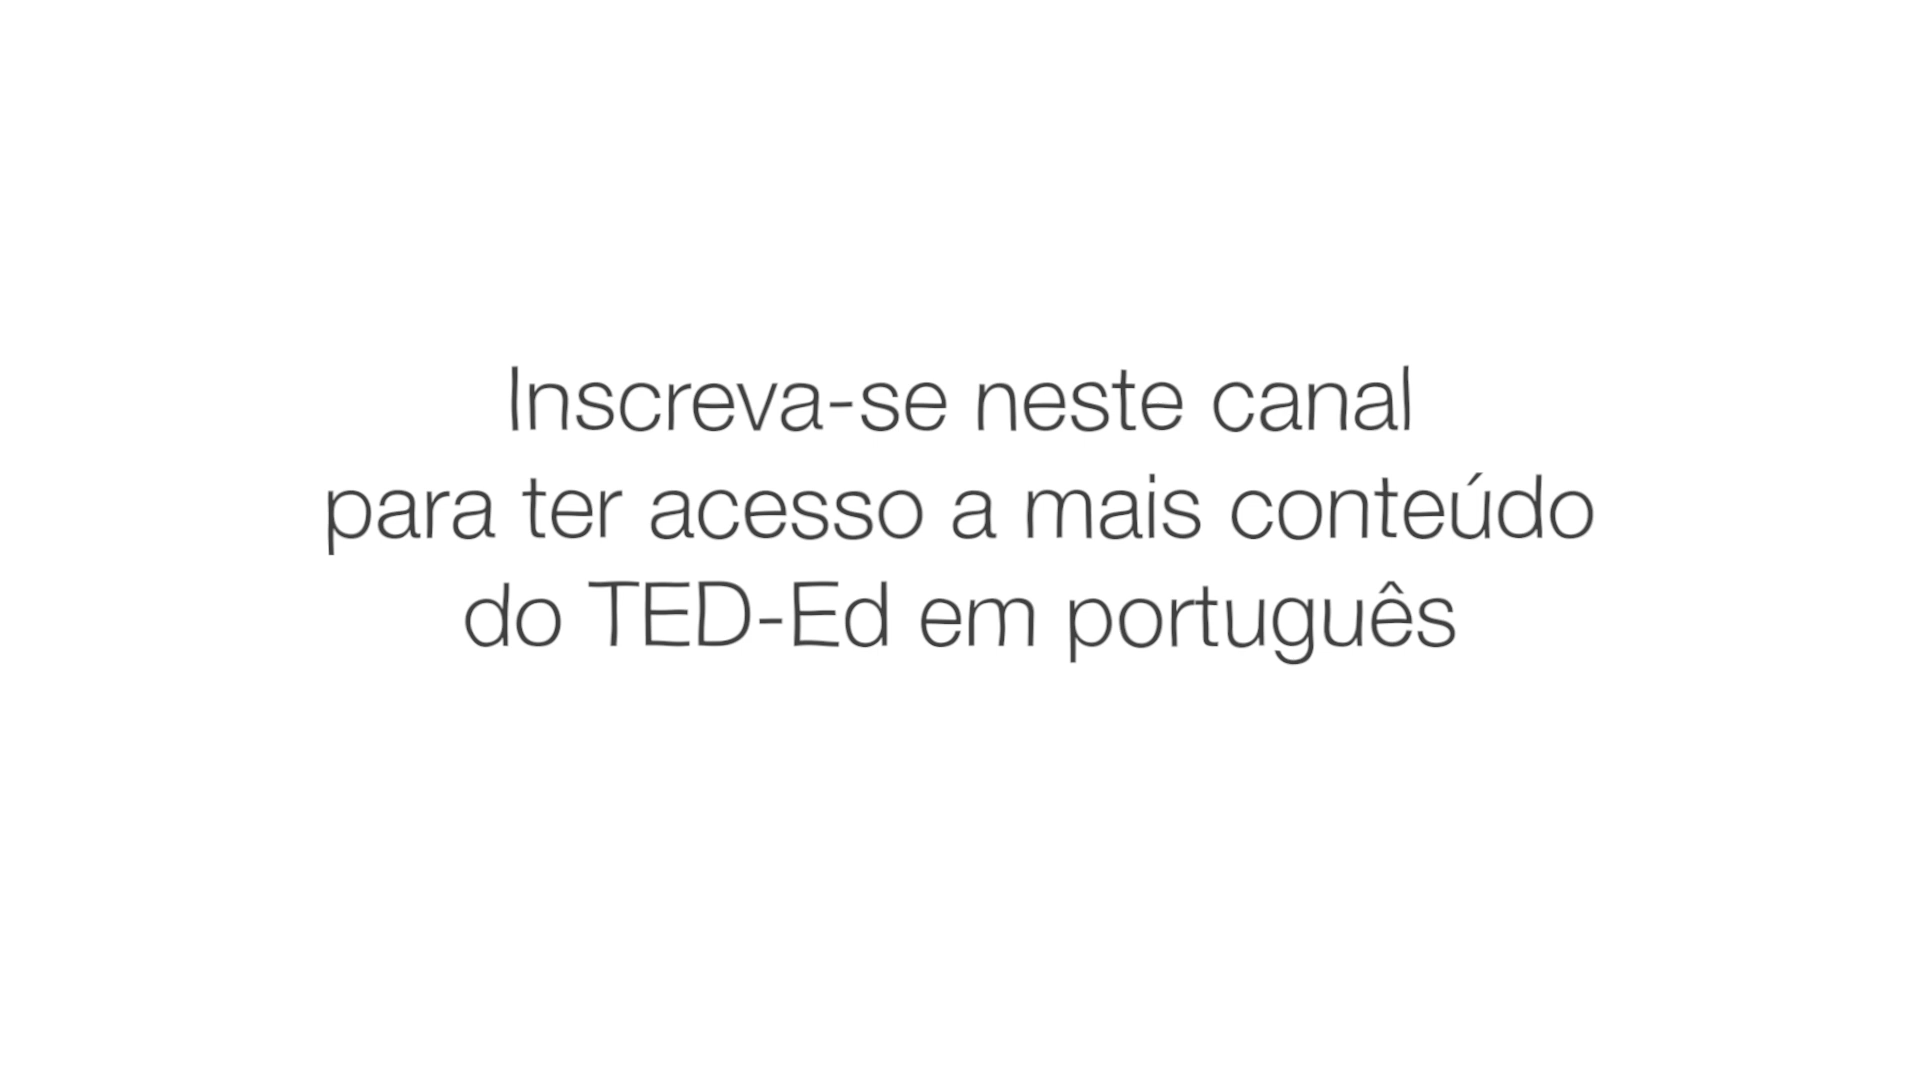 Inscreva-se neste canal
para ter acesso a mais conteúdo
do TED-Ed em português